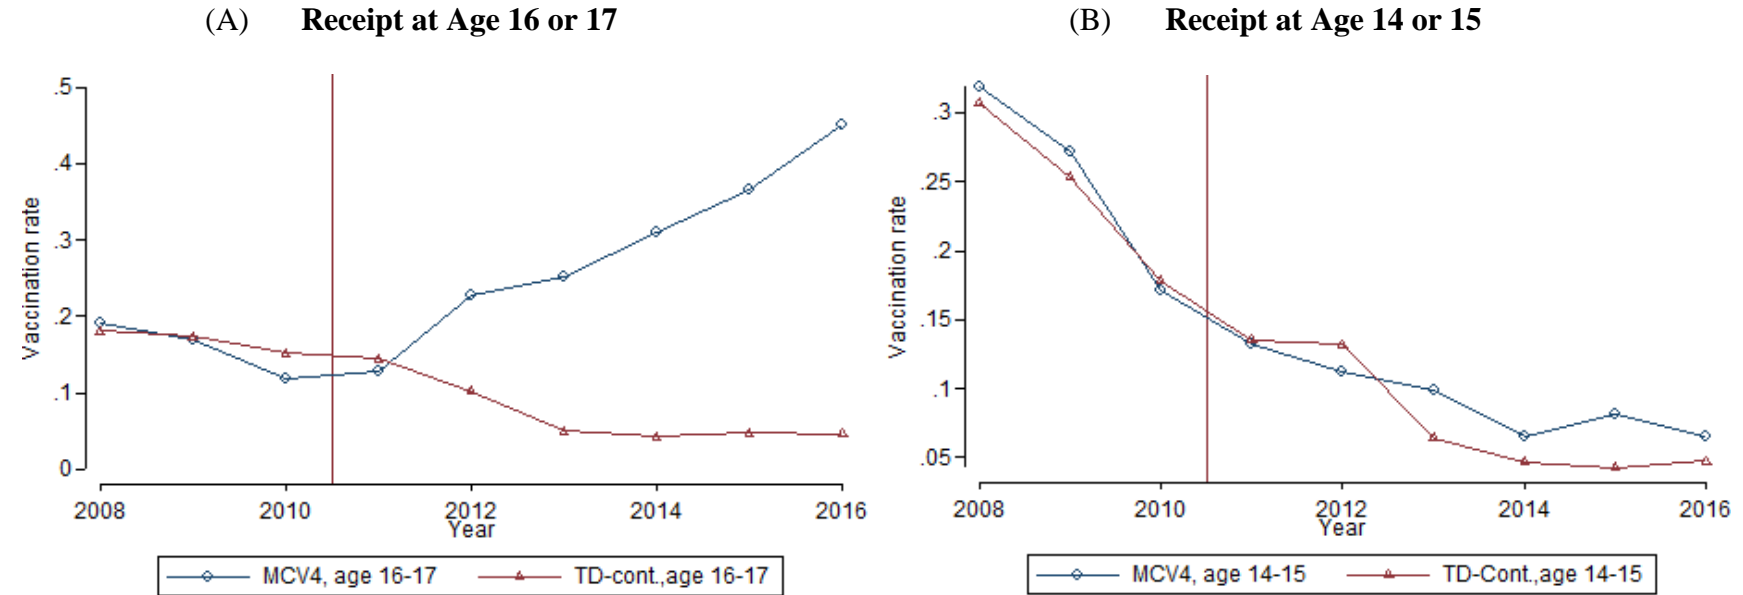 (A) Receipt at Age 16 or 17
.5
.4
.3
.2
.1
0
Vaccination rate
2008 2010 2012 2014 2016
Year
MCV4, age 16-17 TD-cont.,age 16-17
(B) Receipt at Age 14 or 15
.3
.25
.2
.15
.1
.05
Vaccination rate
2008 2010 2012 2014 2016
Year
MCV4, age 14-15 TD-Cont.,age 14-15